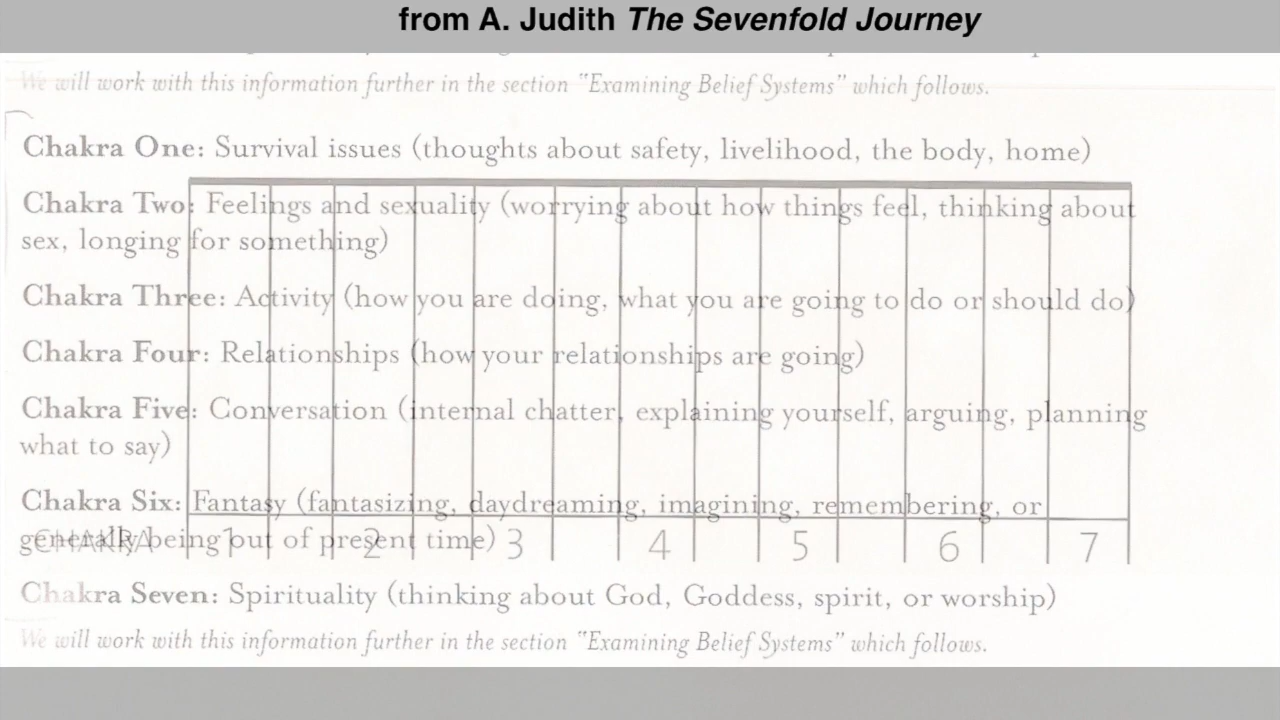 from A. Judith The Sevenfold Journey
We will work with this information further in the section "Examining Belief Systems" which follows.
Chakra One: Survival issues (thoughts about safety, livelihood, the body, home)
Chakra Two: Feelings and sexuality (worrying about how things feel, thinking about
sex, longing for something)
Chakra Three: Activity (how you are doing, what you are going to do or should do)
Chakra Four: Relationships (how your relationships are going)
Chakra Five: Conversation (internal chatter, explaining yourself, arguing, planning
what to say)
Chakra Six: Fantasy (fantasizing, daydreaming, imagining, remembering, or
generally being out of present time)
CHAKRA 1 2 3 4 5 6 7
Chakra Seven: Spirituality (thinking about God, Goddess, spirit, or worship)
We will work with this information further in the section "Examining Belief Systems" which follows.